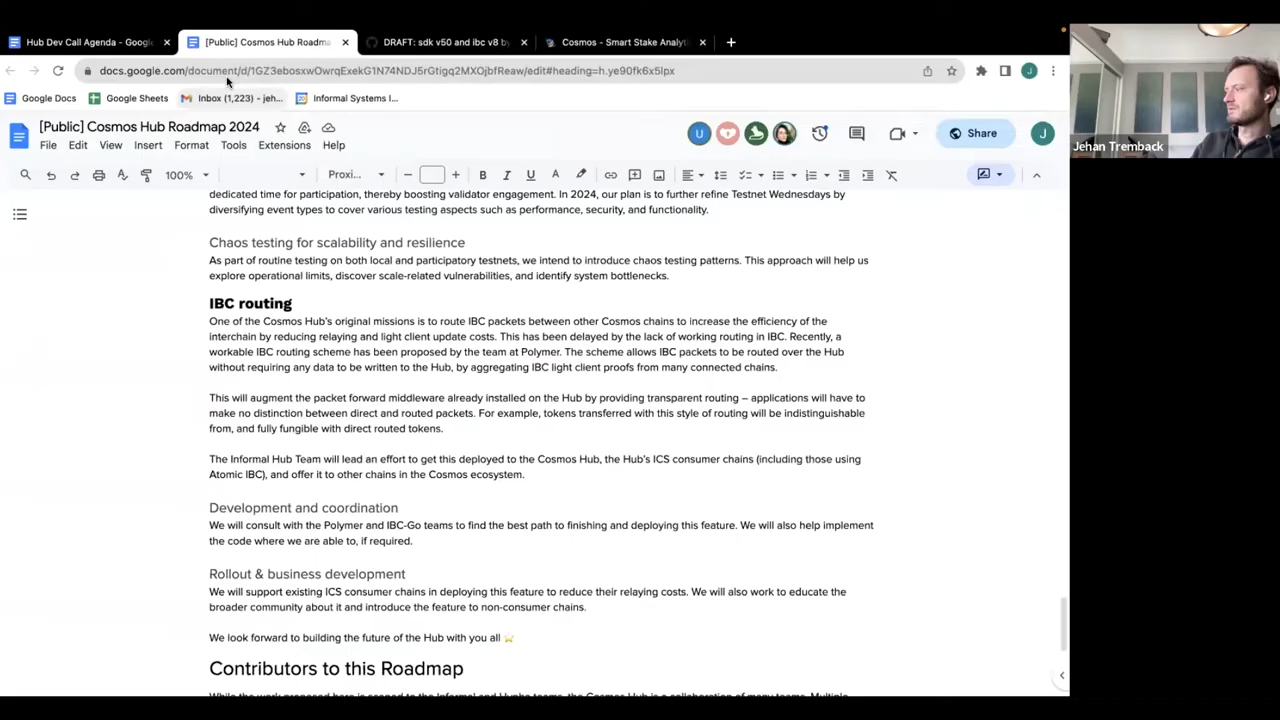 Hub Dev Call Agenda - Google
[Public] Cosmos Hub Roadma
DRAFT: sdk v50 and ibc v8 by
Cosmos - Smart Stake Analyti
docs.google.com/document/d/1GZ3ebosxwOwrqExekG1N74NDJ5rGtigq2MXOjbfReaw/edit#heading=h.ye90fk6x5lpx
Google Docs
Google Sheets
Inbox (1,223) - jeh...
Informal Systems I...
[Public] Cosmos Hub Roadmap 2024
File Edit View Insert Format Tools Extensions Help
Share
U
J
J
100%
Proxi...
B I U A
dedicated time for participation, thereby boosting validator engagement. In 2024, our plan is to further refine Testnet Wednesdays by
diversifying event types to cover various testing aspects such as performance, security, and functionality.
Chaos testing for scalability and resilience
As part of routine testing on both local and participatory testnets, we intend to introduce chaos testing patterns. This approach will help us
explore operational limits, discover scale-related vulnerabilities, and identify system bottlenecks.
IBC routing
One of the Cosmos Hub's original missions is to route IBC packets between other Cosmos chains to increase the efficiency of the
interchain by reducing relaying and light client update costs. This has been delayed by the lack of working routing in IBC. Recently, a
workable IBC routing scheme has been proposed by the team at Polymer. The scheme allows IBC packets to be routed over the Hub
without requiring any data to be written to the Hub, by aggregating IBC light client proofs from many connected chains.
This will augment the packet forward middleware already installed on the Hub by providing transparent routing – applications will have to
make no distinction between direct and routed packets. For example, tokens transferred with this style of routing will be indistinguishable
from, and fully fungible with direct routed tokens.
The Informal Hub Team will lead an effort to get this deployed to the Cosmos Hub, the Hub's ICS consumer chains (including those using
Atomic IBC), and offer it to other chains in the Cosmos ecosystem.
Development and coordination
We will consult with the Polymer and IBC-Go teams to find the best path to finishing and deploying this feature. We will also help implement
the code where we are able to, if required.
Rollout & business development
We will support existing ICS consumer chains in deploying this feature to reduce their relaying costs. We will also work to educate the
broader community about it and introduce the feature to non-consumer chains.
We look forward to building the future of the Hub with you all ⭐
Contributors to this Roadmap
Jehan Tremback